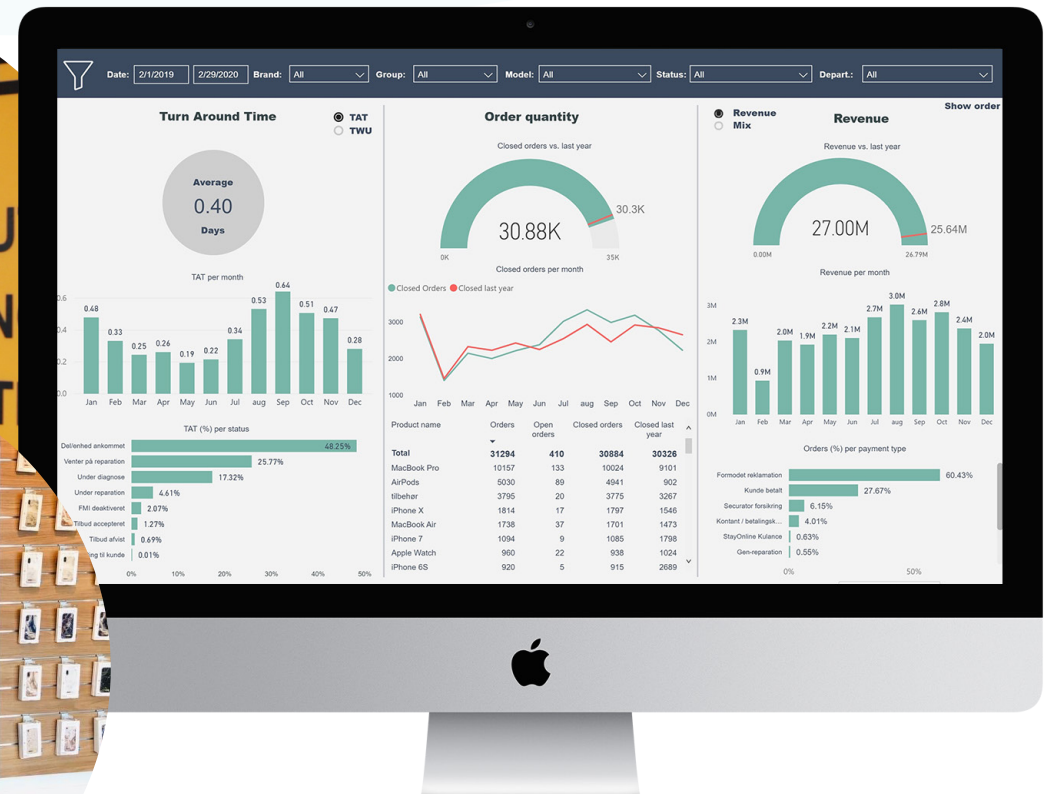 Date: 2/1/2019 2/29/2020 Brand: All Group: All Model: All Status: All Depart.: All
Turn Around Time
TAT
TWU
Average
0.40
Days
TAT per month
0.6
0.4
0.2
0.0
0.48 0.33 0.25 0.26 0.19 0.22 0.34 0.53 0.64 0.51 0.47 0.28
Jan Feb Mar Apr May Jun Jul aug Sep Oct Nov Dec
TAT (%) per status
Del/enhed ankommet 48.25%
Venter på reparation 25.77%
Under diagnose 17.32%
Under reparation 4.61%
FMI deaktiveret 2.07%
Tilbud accepteret 1.27%
Tilbud afvist 0.69%
til kunde 0.01%
0% 10% 20% 30% 40% 50%
Order quantity
Closed orders vs. last year
30.3K
30.88K
0K 35K
Closed orders per month
Closed Orders Closed last year
3000
2000
1000
Jan Feb Mar Apr May Jun Jul aug Sep Oct Nov Dec
Product name Orders Open orders Closed orders Closed last year
Total 31294 410 30884 30326
MacBook Pro 10157 133 10024 9101
AirPods 5030 89 4941 902
tilbehør 3795 20 3775 3267
iPhone X 1814 17 1797 1546
MacBook Air 1738 37 1701 1473
iPhone 7 1094 9 1085 1798
Apple Watch 960 22 938 1024
iPhone 6S 920 5 915 2689
Show order
Revenue
Mix
Revenue
Revenue vs. last year
27.00M
25.64M
0.00M 26.79M
Revenue per month
3M
2M
1M
0M
2.3M 0.9M 2.0M 1.9M 2.2M 2.1M 2.7M 3.0M 2.6M 2.8M 2.4M 2.0M
Jan Feb Mar Apr May Jun Jul aug Sep Oct Nov Dec
Orders (%) per payment type
Formodet reklamation 60.43%
Kunde betalt 27.67%
Securator forsikring 6.15%
Kontant / betalingsk... 4.01%
StayOnline Kulance 0.63%
Gen-reparation 0.55%
0% 50%